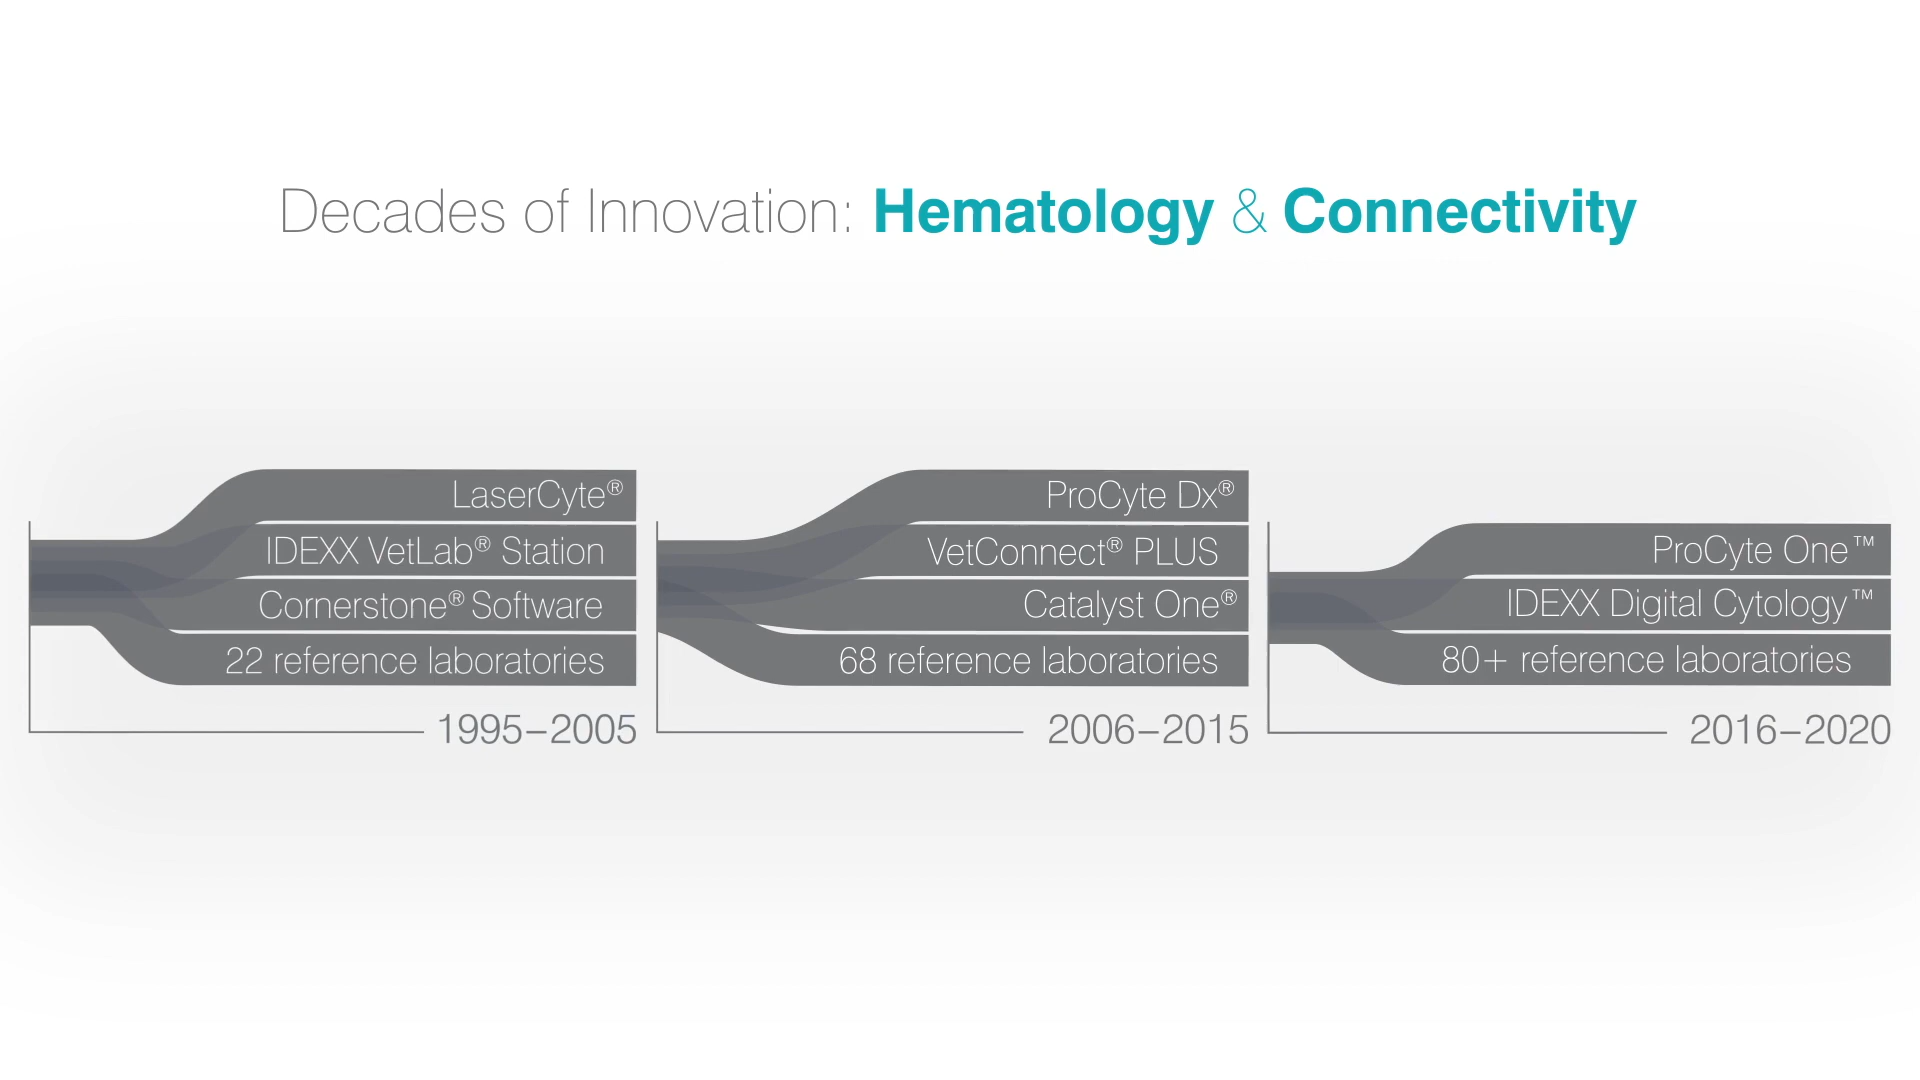 Decades of Innovation: Hematology & Connectivity
LaserCyte®
IDEXX VetLab® Station
Cornerstone® Software
22 reference laboratories
1995–2005
ProCyte Dx®
VetConnect® PLUS
Catalyst One®
68 reference laboratories
2006–2015
ProCyte One™
IDEXX Digital Cytology™
80+ reference laboratories
2016–2020